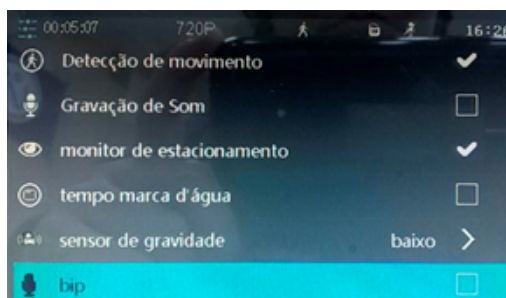 00:05:07 720P 16:20
Detecção de movimento
Gravação de Som
monitor de estacionamento
tempo marca d'água
sensor de gravidade baixo
bip